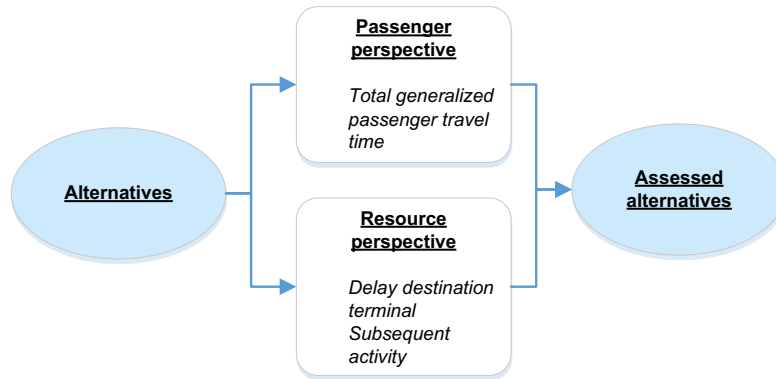 Alternatives
Passenger
perspective
Total generalized
passenger travel
time
Resource
perspective
Delay destination
terminal
Subsequent
activity
Assessed
alternatives